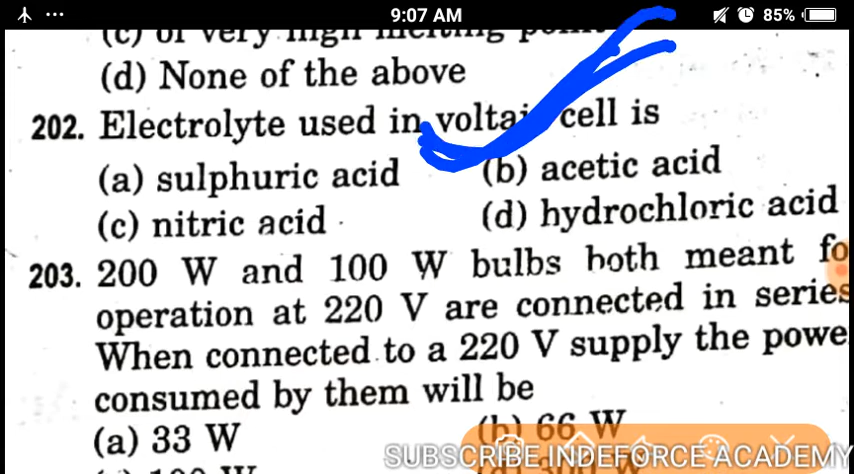 9:07 AM
85%
(d) None of the above
202. Electrolyte used in voltaic cell is
(a) sulphuric acid (b) acetic acid
(c) nitric acid (d) hydrochloric acid
203. 200 W and 100 W bulbs both meant fo
operation at 220 V are connected in series
When connected to a 220 V supply the powe
consumed by them will be
(a) 33 W (b) 66 W
SUBSCRIBE INDEFORCE ACADEMY